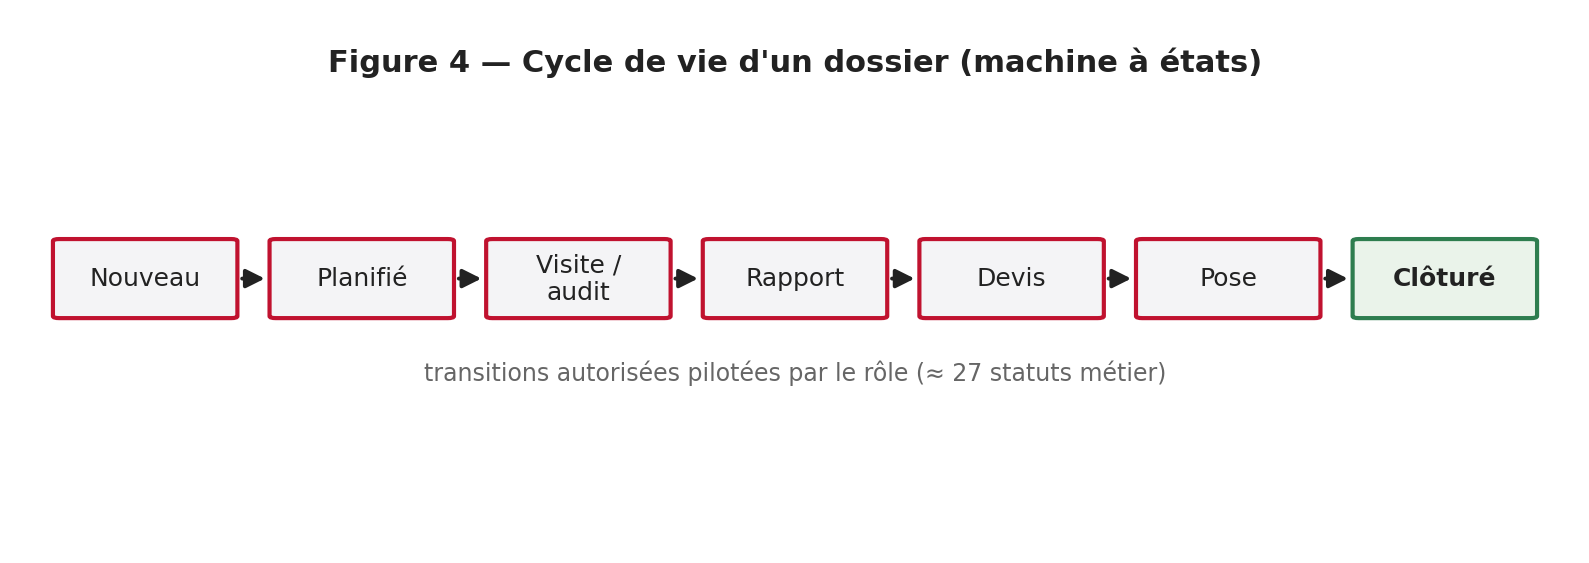 Figure 4 — Cycle de vie d'un dossier (machine à états)
Nouveau
Planifié
Visite /
audit
Rapport
Devis
Pose
Clôturé
transitions autorisées pilotées par le rôle (≈ 27 statuts métier)